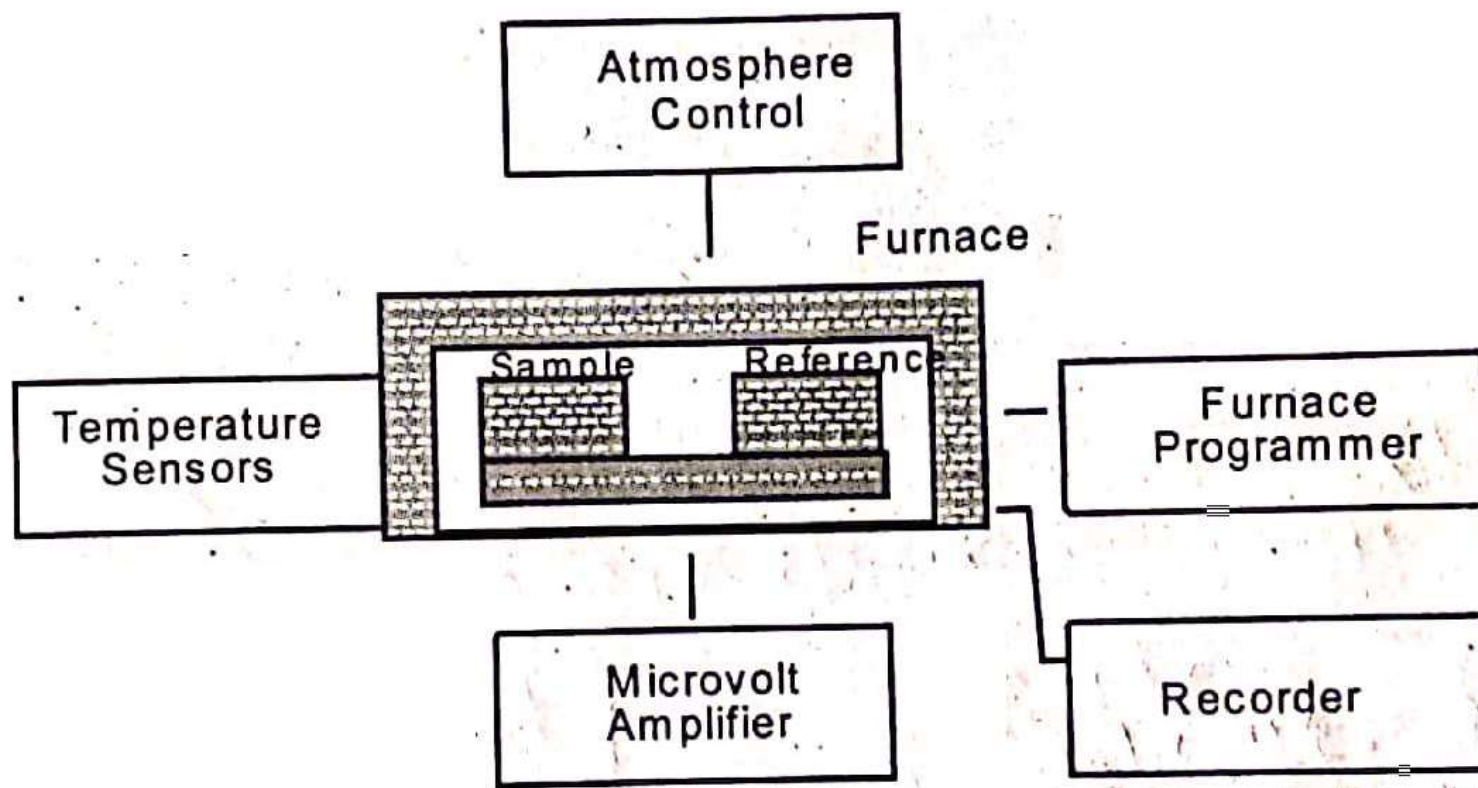 Atmosphere
Control
Furnace
Sample
Reference
Temperature
Sensors
Furnace
Programmer
Microvolt
Amplifier
Recorder